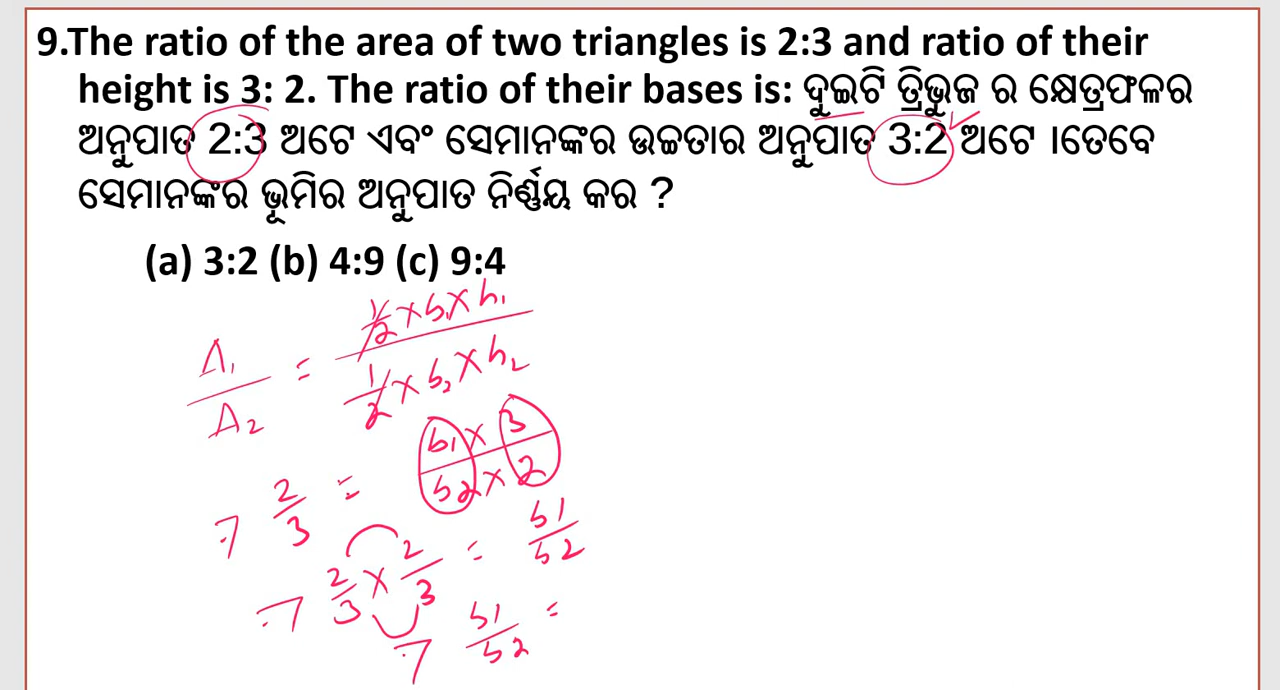 9.The ratio of the area of two triangles is 2:3 and ratio of their
height is 3: 2. The ratio of their bases is: ଦୁଇଟି ତ୍ରିଭୁଜ ର କ୍ଷେତ୍ରଫଳର
ଅନୁପାତ 2:3 ଅଟେ ଏବଂ ସେମାନଙ୍କର ଉଚ୍ଚତାର ଅନୁପାତ 3:2 ଅଟେ ।ତେବେ
ସେମାନଙ୍କର ଭୂମିର ଅନୁପାତ ନିର୍ଣ୍ଣୟ କର ?
(a) 3:2 (b) 4:9 (c) 9:4
Δ1/Δ2 = 1/2 × b1 × h1 / 1/2 × b2 × h2
⇒ 2/3 = b1 × 3 / b2 × 2
⇒ 2/3 × 2/3 = b1/b2
⇒ b1/b2 =